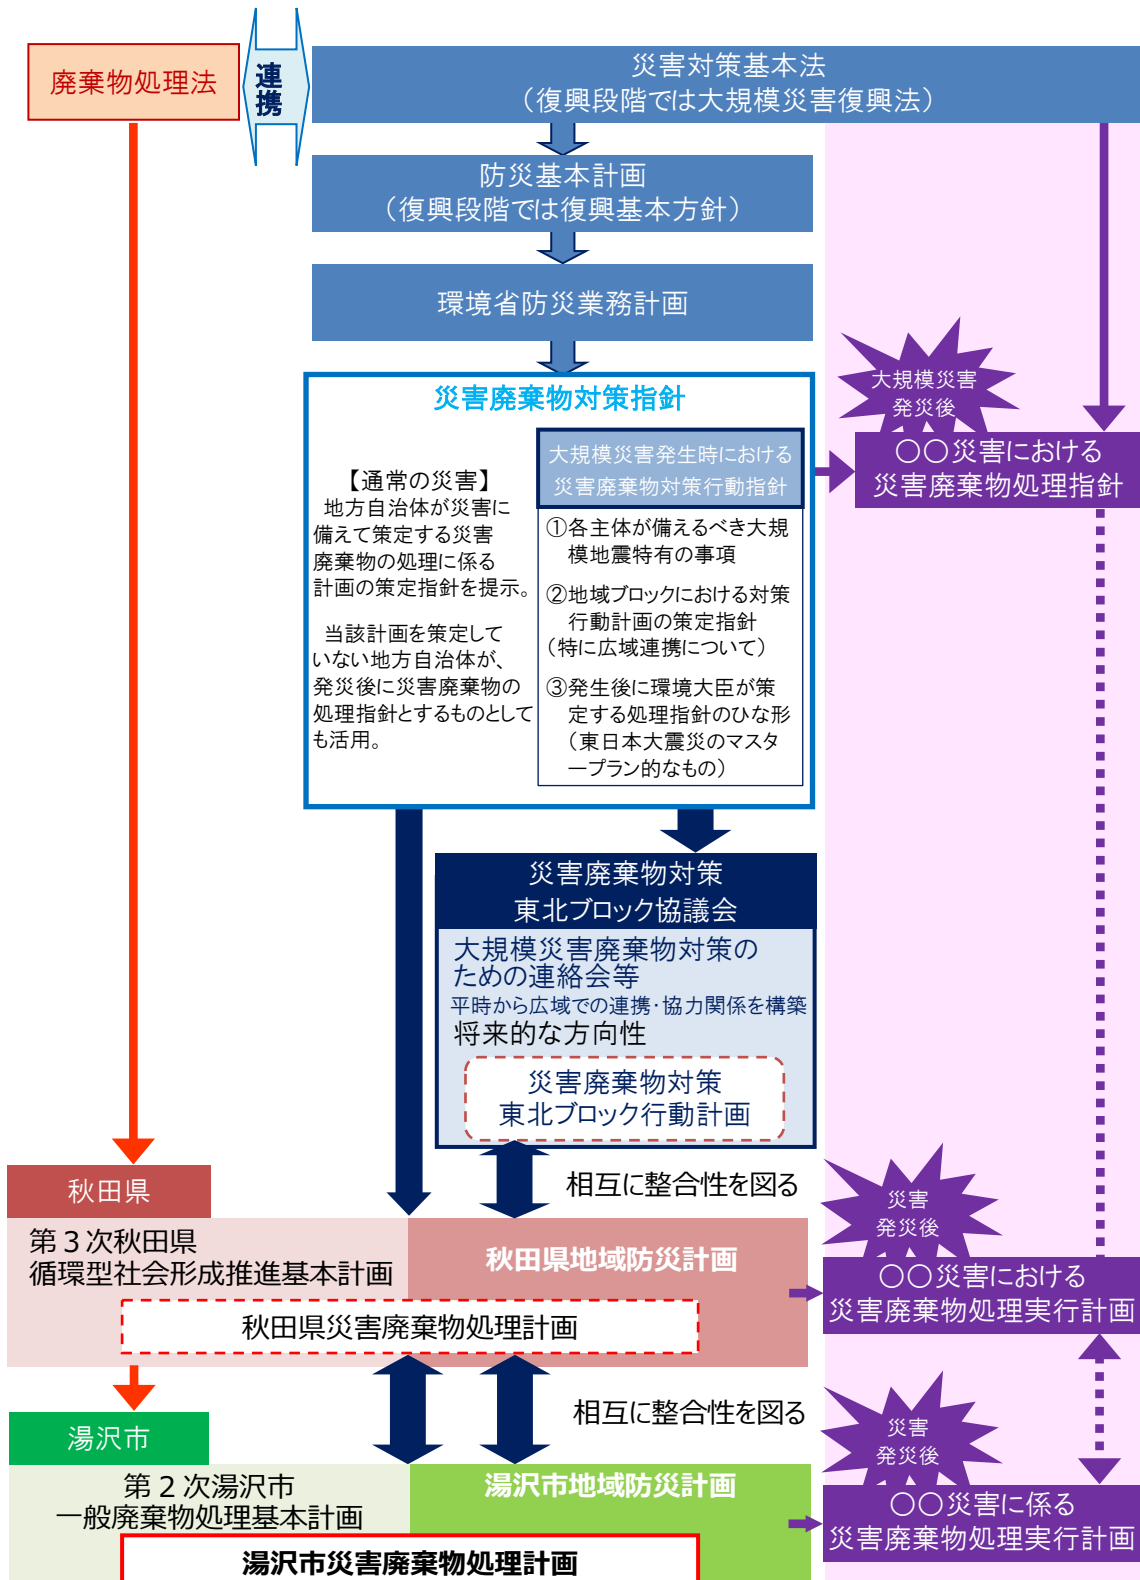 廃棄物処理法
連携
災害対策基本法
（復興段階では大規模災害復興法）
防災基本計画
（復興段階では復興基本方針）
環境省防災業務計画
災害廃棄物対策指針
【通常の災害】
地方自治体が災害に
備えて策定する災害
廃棄物の処理に係る
計画の策定指針を提示。
当該計画を策定して
いない地方自治体が、
発災後に災害廃棄物の
処理指針とするものとして
も活用。
大規模災害発生時における
災害廃棄物対策行動指針
①各主体が備えるべき大規
模地震特有の事項
②地域ブロックにおける対策
行動計画の策定指針
（特に広域連携について）
③発生後に環境大臣が策
定する処理指針のひな形
（東日本大震災のマスタ
ープラン的なもの）
大規模災害
発災後
〇〇災害における
災害廃棄物処理指針
災害廃棄物対策
東北ブロック協議会
大規模災害廃棄物対策の
ための連絡会等
平時から広域での連携・協力関係を構築
将来的な方向性
災害廃棄物対策
東北ブロック行動計画
相互に整合性を図る
秋田県
第３次秋田県
循環型社会形成推進基本計画
秋田県地域防災計画
秋田県災害廃棄物処理計画
災害
発災後
〇〇災害における
災害廃棄物処理実行計画
相互に整合性を図る
湯沢市
第２次湯沢市
一般廃棄物処理基本計画
湯沢市地域防災計画
湯沢市災害廃棄物処理計画
災害
発災後
〇〇災害に係る
災害廃棄物処理実行計画